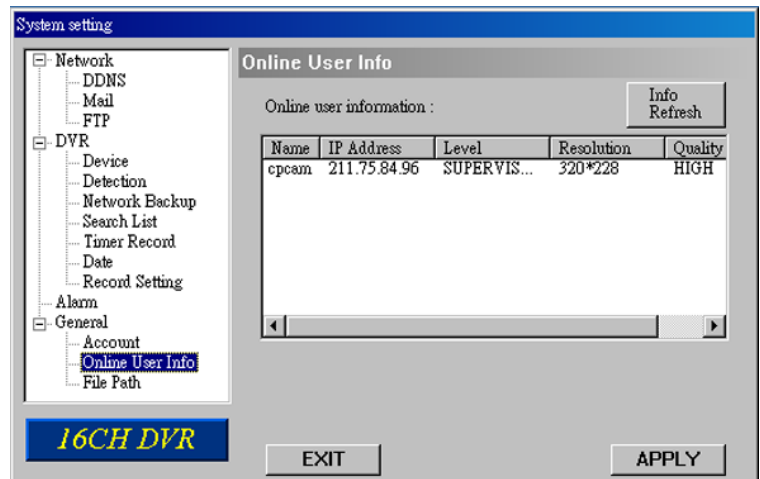 System setting
Network
DDNS
Mail
FTP
DVR
Device
Detection
Network Backup
Search List
Timer Record
Date
Record Setting
Alarm
General
Account
Online User Info
File Path
16CH DVR
Online User Info
Online user information :
Info
Refresh
Name IP Address Level Resolution Quality
cpcam 211.75.84.96 SUPERVIS... 320*228 HIGH
EXIT APPLY